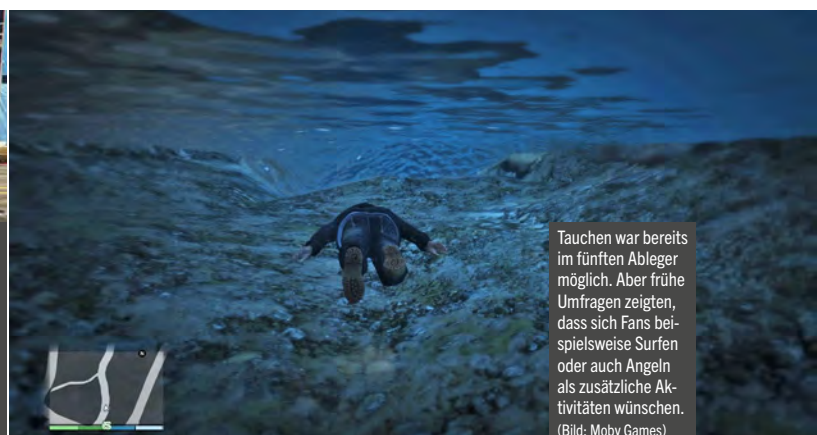 Tauchen war bereits
im fünften Ableger
möglich. Aber frühe
Umfragen zeigten,
dass sich Fans bei-
spielsweise Surfen
oder auch Angeln
als zusätzliche Ak-
tivitäten wünschen.
(Bild: Moby Games)